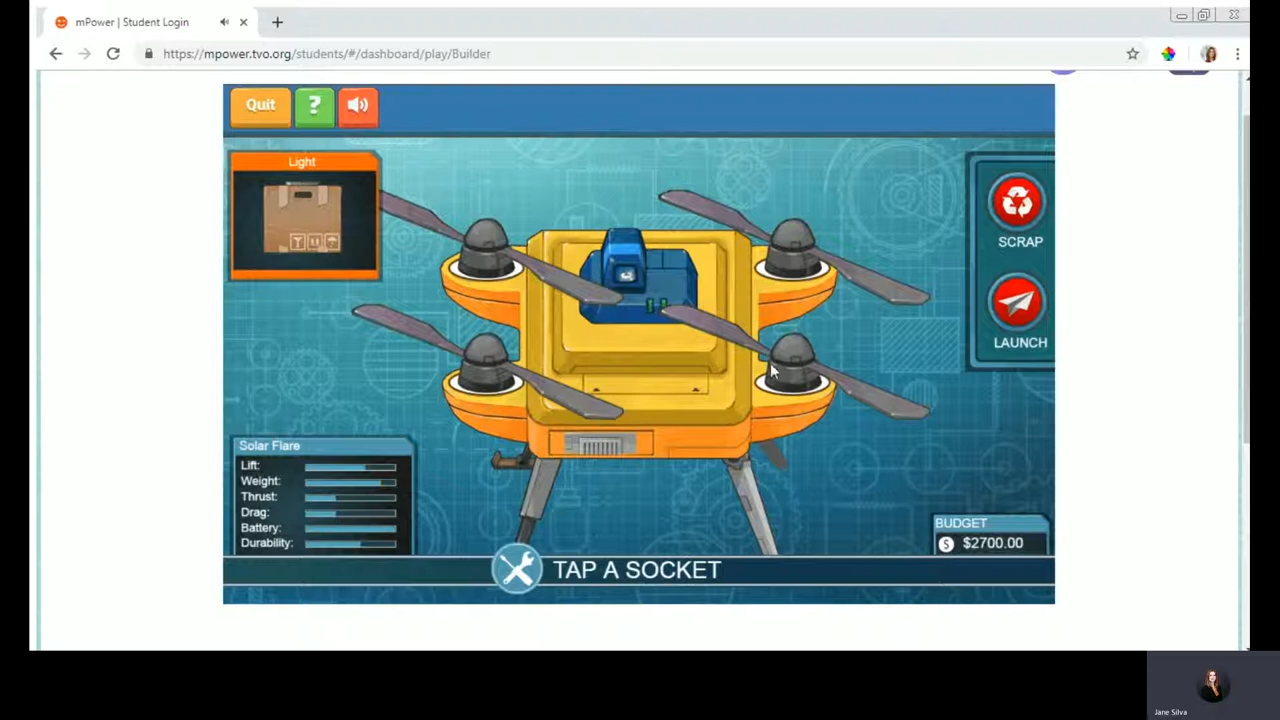 mPower | Student Login
https://mpower.tvo.org/students/#/dashboard/play/Builder
Quit
?
Light
SCRAP
LAUNCH
Solar Flare
Lift:
Weight:
Thrust:
Drag:
Battery:
Durability:
BUDGET
$ $2700.00
TAP A SOCKET
Jane Silva